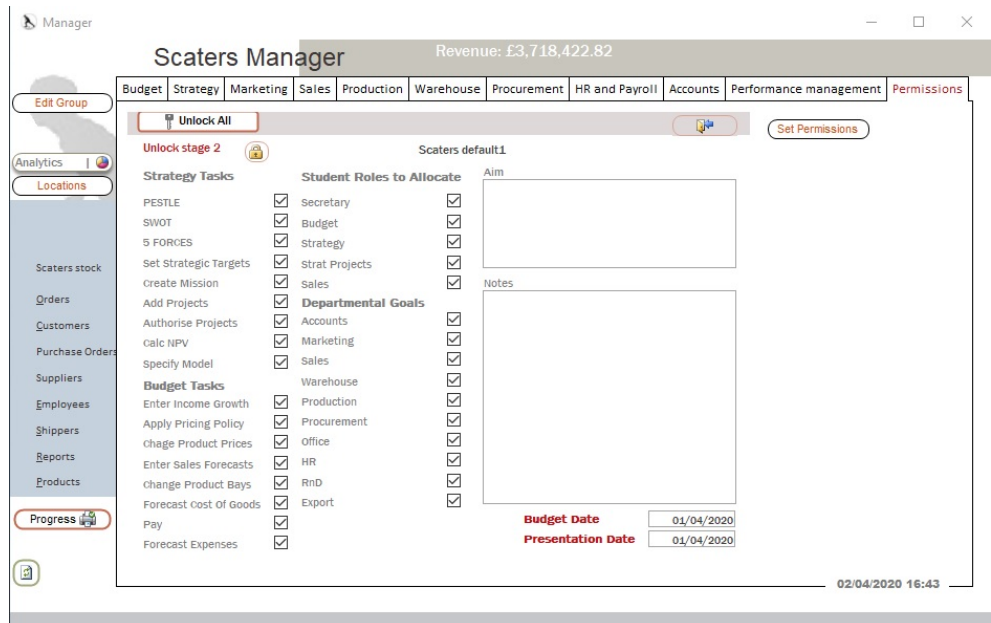 Manager
Scaters Manager
Revenue: £3,718,422.82
Budget Strategy Marketing Sales Production Warehouse Procurement HR and Payroll Accounts Performance management Permissions
Edit Group
Analytics |
Locations
Scaters stock
Orders
Customers
Purchase Orders
Suppliers
Employees
Shippers
Reports
Products
Progress
Unlock All
Set Permissions
Unlock stage 2
Scaters default1
Strategy Tasks
PESTLE
SWOT
5 FORCES
Set Strategic Targets
Create Mission
Add Projects
Authorise Projects
Calc NPV
Specify Model
Budget Tasks
Enter Income Growth
Apply Pricing Policy
Chage Product Prices
Enter Sales Forecasts
Change Product Bays
Forecast Cost Of Goods
Pay
Forecast Expenses
Student Roles to Allocate
Secretary
Budget
Strategy
Strat Projects
Sales
Departmental Goals
Accounts
Marketing
Sales
Warehouse
Production
Procurement
Office
HR
RnD
Export
Aim
Notes
Budget Date 01/04/2020
Presentation Date 01/04/2020
02/04/2020 16:43